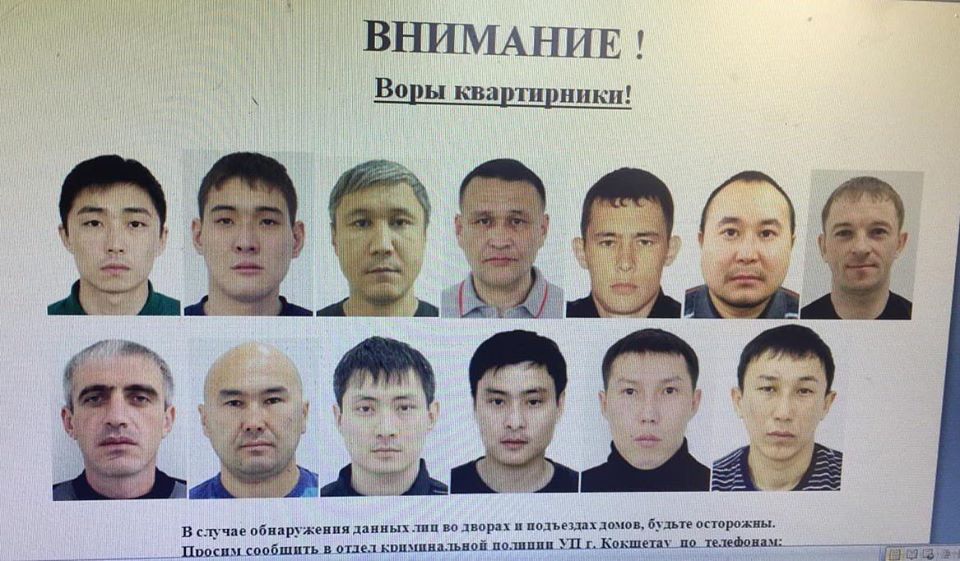 ВНИМАНИЕ !
Воры квартирники!
В случае обнаружения данных лиц во дворах и подъездах домов, будьте осторожны.
Просим сообщить в отдел криминальной полиции УП г. Кокшетау по телефонам: